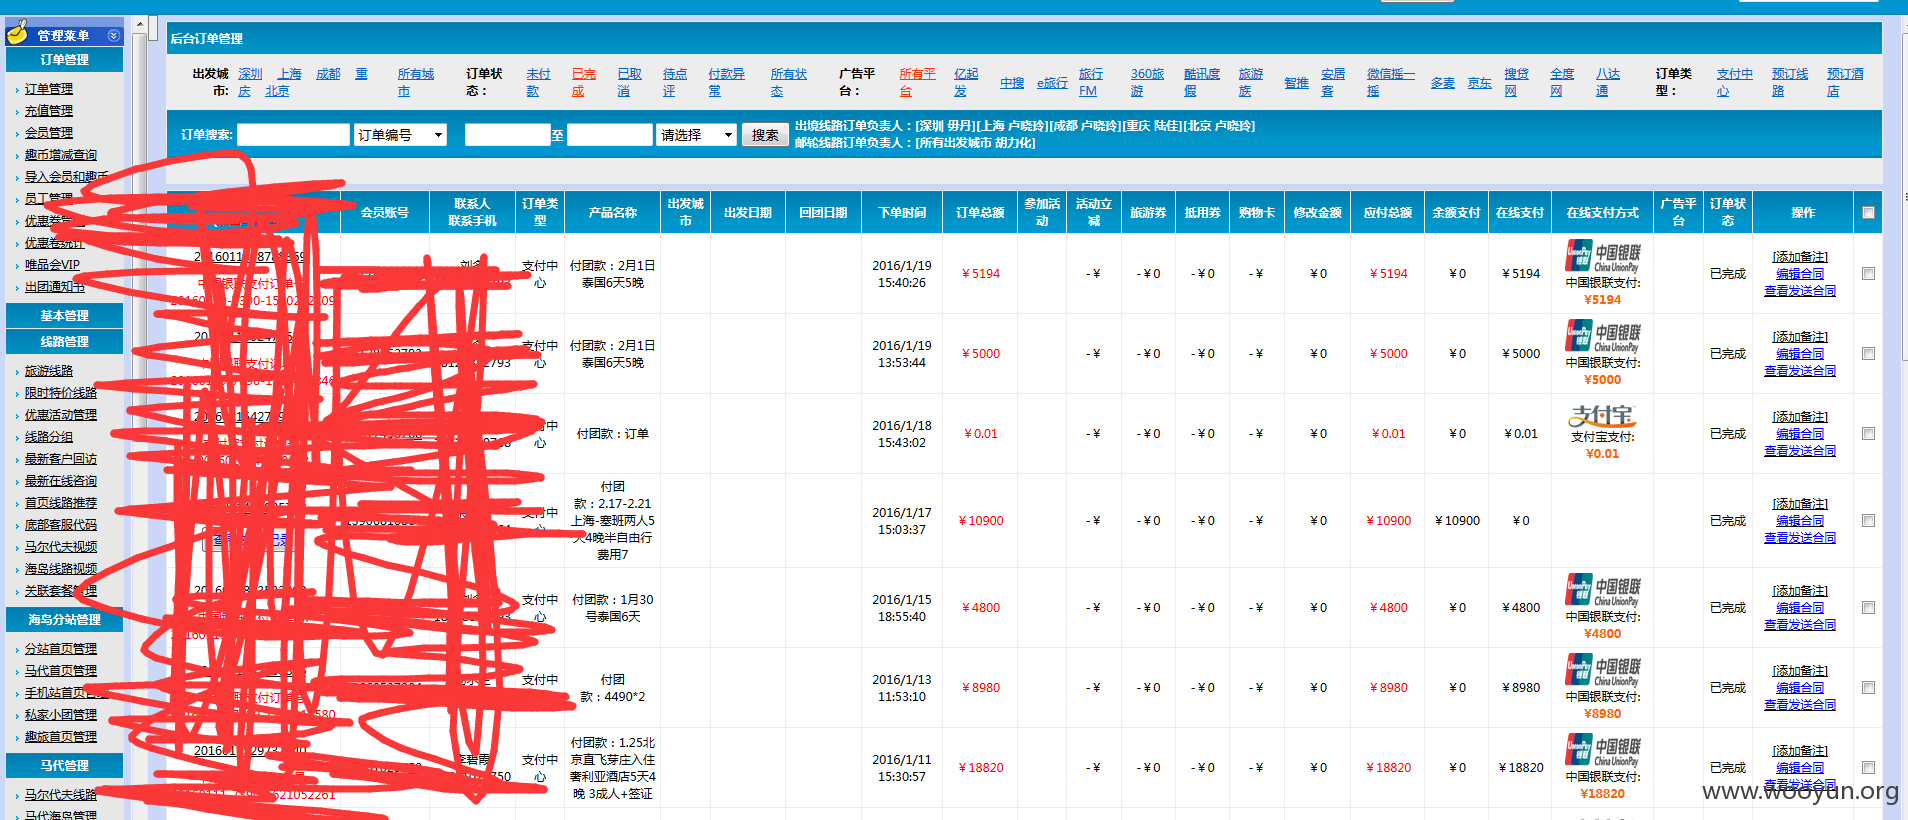 管理菜单
订单管理
订单管理
充值管理
会员管理
趣币增减查询
导入会员和趣币
员工管理
优惠券
优惠卷统计
唯品会VIP
出团通知书
基本管理
线路管理
旅游线路
限时特价线路
优惠活动管理
线路分组
最新客户回访
最新在线咨询
首页线路推荐
底部客服代码
马尔代夫视频
海岛线路视频
关联套餐管理
海岛分站管理
分站首页管理
马代首页管理
手机站首页管理
私家小团管理
趣旅首页管理
马代管理
马尔代夫线路
马代海岛管理
后台订单管理
出发城市: 深圳 上海 成都 重庆 北京 所有城市 订单状态: 未付款 已完成 已取消 待点评 付款异常 所有状态 广告平台: 所有平台 亿起发 中搜 e旅行 旅行FM 360旅游 酷讯度假 旅游族 智推 安居客 微信摇一摇 多麦 京东 搜贷网 全度网 八达通 订单类型: 支付中心 预订线路 预订酒店
订单搜索: 订单编号 至 请选择 搜索
出境线路订单负责人：[深圳 毋丹][上海 卢晓玲][成都 卢晓玲][重庆 陆佳][北京 卢晓玲]
邮轮线路订单负责人：[所有出发城市 胡力化]
会员账号 联系人 联系手机 订单类型 产品名称 出发城市 出发日期 回团日期 下单时间 订单总额 参加活动 活动立减 旅游券 抵用券 购物卡 修改金额 应付总额 余额支付 在线支付 在线支付方式 广告平台 订单状态 操作
支付中心 付团款：2月1日泰国6天5晚 2016/1/19 15:40:26 ￥5194 -￥ -￥0 -￥0 -￥ ￥0 ￥5194 ￥0 ￥5194 UnionPay 银联 中国银联 China UnionPay 中国银联支付: ¥5194 已完成 [添加备注] 编辑合同 查看发送合同
中心 付团款：2月1日泰国6天5晚 2016/1/19 13:53:44 ￥5000 -￥ -￥0 -￥0 -￥ ￥0 ￥5000 ￥0 ￥5000 UnionPay 银联 中国银联 China UnionPay 中国银联支付: ¥5000 已完成 [添加备注] 编辑合同 查看发送合同
中心 付团款：订单 2016/1/18 15:43:02 ￥0.01 -￥ -￥0 -￥0 -￥ ￥0 ￥0.01 ￥0 ￥0.01 支付宝 支付宝支付: ¥0.01 已完成 [添加备注] 编辑合同 查看发送合同
付团款：2.17-2.21上海-塞班两人5天4晚半自由行费用7 2016/1/17 15:03:37 ￥10900 -￥ -￥0 -￥0 -￥ ￥0 ￥10900 ￥10900 ￥0 已完成 [添加备注] 编辑合同 查看发送合同
支付中心 付团款：1月30号泰国6天 2016/1/15 18:55:40 ￥4800 -￥ -￥0 -￥0 -￥ ￥0 ￥4800 ￥0 ￥4800 UnionPay 银联 中国银联 China UnionPay 中国银联支付: ¥4800 已完成 [添加备注] 编辑合同 查看发送合同
支付中心 付团款：4490*2 2016/1/13 11:53:10 ￥8980 -￥ -￥0 -￥0 -￥ ￥0 ￥8980 ￥0 ￥8980 UnionPay 银联 中国银联 China UnionPay 中国银联支付: ¥8980 已完成 [添加备注] 编辑合同 查看发送合同
支付中心 付团款：1.25北京直飞芽庄入住奢利亚酒店5天4晚 3成人+签证 2016/1/11 15:30:57 ￥18820 -￥ -￥0 -￥0 -￥ ￥0 ￥18820 ￥0 ￥18820 UnionPay 银联 中国银联 China UnionPay 中国银联支付: ¥18820 已完成 [添加备注] 编辑合同 查看发送合同
www.wooyun.org